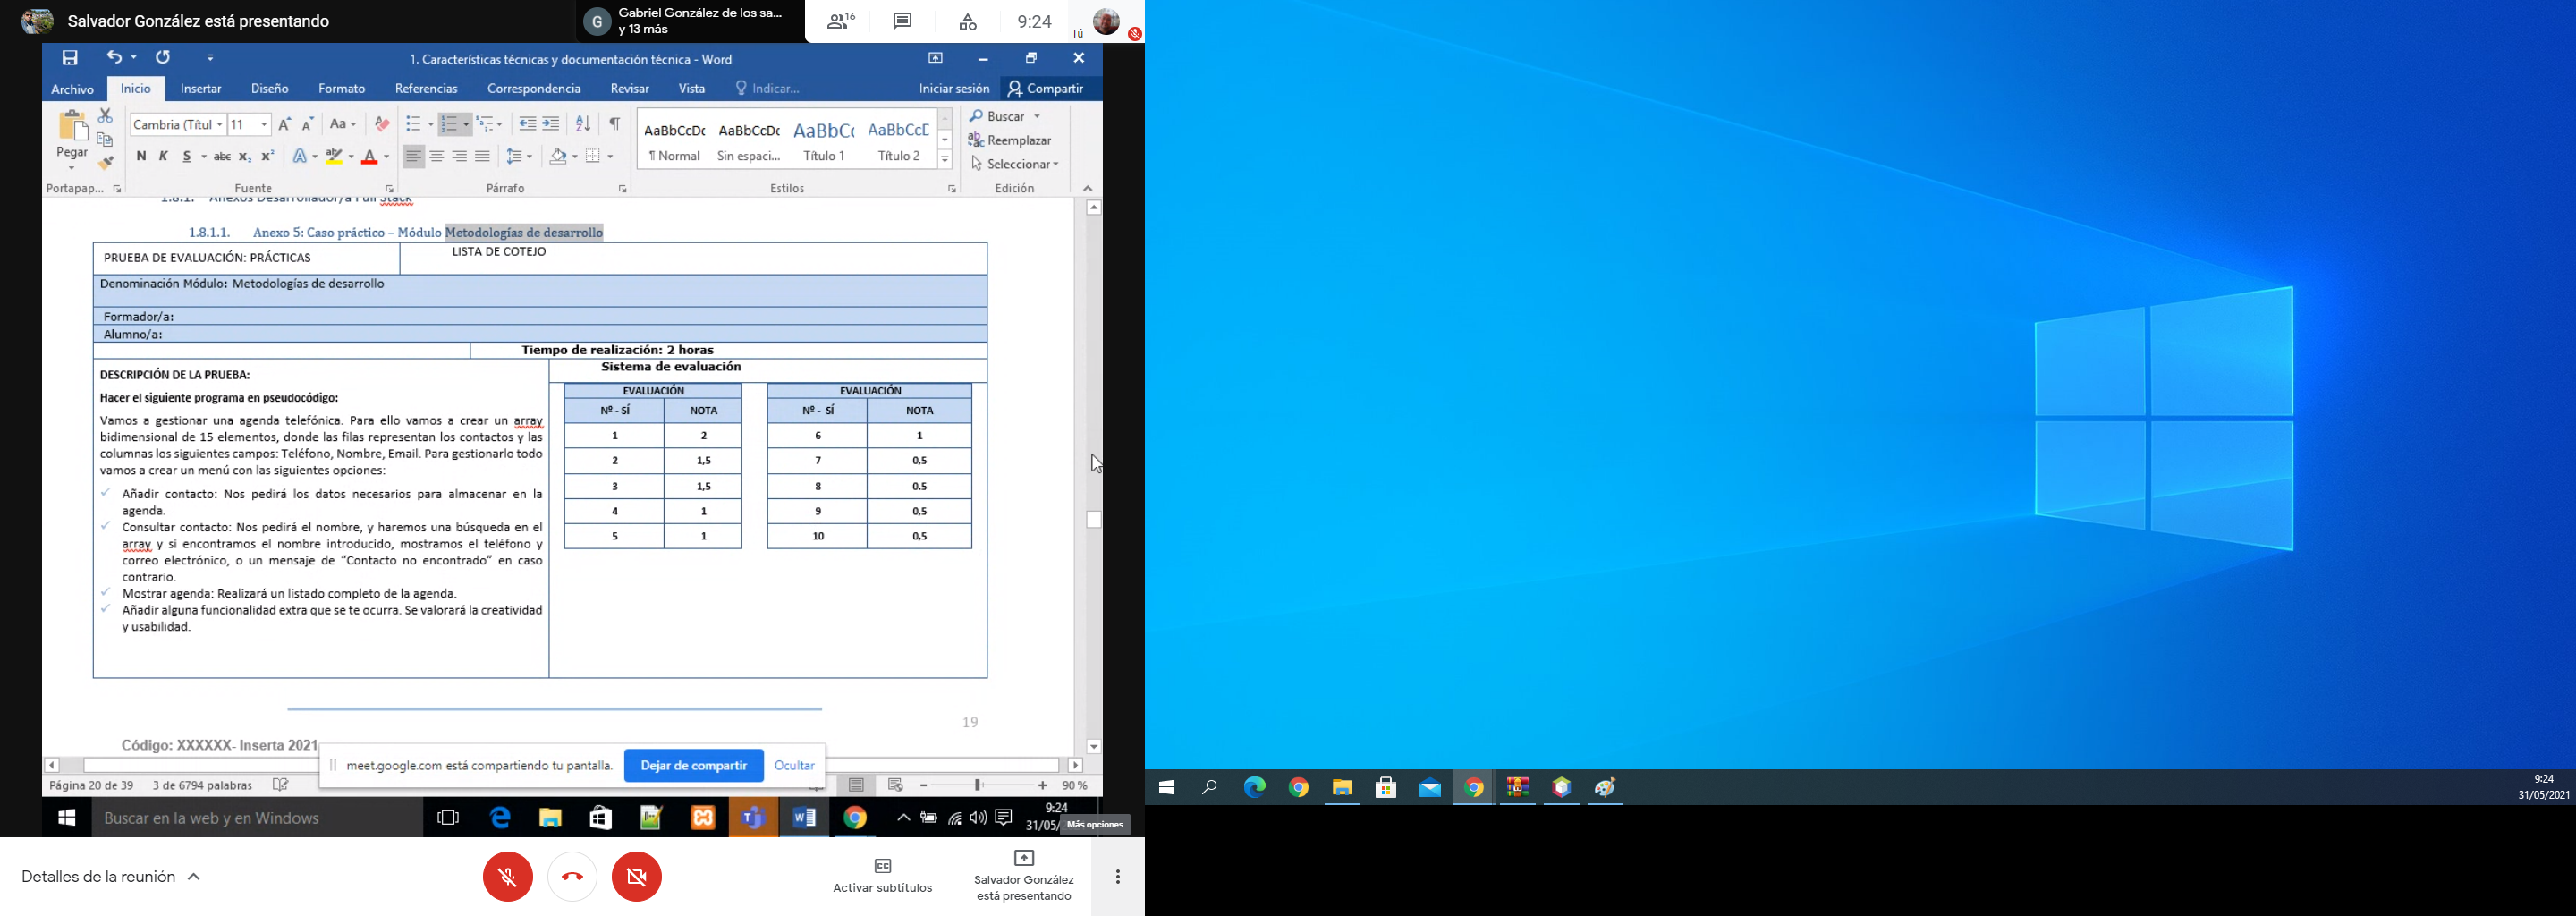 Salvador González está presentando
G
Gabriel González de los sa...
y 13 más
16
9:24
Tú
1. Características técnicas y documentación técnica - Word
Archivo
Inicio
Insertar
Diseño
Formato
Referencias
Correspondencia
Revisar
Vista
Indicar...
Iniciar sesión
Compartir
Pegar
Cambria (Títul
11
Aa
N K S abc x₂ x²
A
A
AaBbCcDc
AaBbCcDc
AaBbC
AaBbCcE
¶ Normal
Sin espaci...
Título 1
Título 2
Buscar
Reemplazar
Seleccionar
Portapap...
Fuente
Párrafo
Estilos
Edición
1.8.1. Anexos Desarrollador/a Full Stack
1.8.1.1. Anexo 5: Caso práctico – Módulo Metodologías de desarrollo
PRUEBA DE EVALUACIÓN: PRÁCTICAS
LISTA DE COTEJO
Denominación Módulo: Metodologías de desarrollo
Formador/a:
Alumno/a:
Tiempo de realización: 2 horas
DESCRIPCIÓN DE LA PRUEBA:
Hacer el siguiente programa en pseudocódigo:
Vamos a gestionar una agenda telefónica. Para ello vamos a crear un array
bidimensional de 15 elementos, donde las filas representan los contactos y las
columnas los siguientes campos: Teléfono, Nombre, Email. Para gestionarlo todo
vamos a crear un menú con las siguientes opciones:
✓ Añadir contacto: Nos pedirá los datos necesarios para almacenar en la
agenda.
✓ Consultar contacto: Nos pedirá el nombre, y haremos una búsqueda en el
array y si encontramos el nombre introducido, mostramos el teléfono y
correo electrónico, o un mensaje de “Contacto no encontrado” en caso
contrario.
✓ Mostrar agenda: Realizará un listado completo de la agenda.
✓ Añadir alguna funcionalidad extra que se te ocurra. Se valorará la creatividad
y usabilidad.
Sistema de evaluación
EVALUACIÓN
Nº - SÍ NOTA
1 2
2 1,5
3 1,5
4 1
5 1
EVALUACIÓN
Nº - SÍ NOTA
6 1
7 0,5
8 0.5
9 0,5
10 0,5
19
Código: XXXXXX- Inserta 2021
meet.google.com está compartiendo tu pantalla.
Dejar de compartir
Ocultar
Página 20 de 39
3 de 6794 palabras
90 %
Buscar en la web y en Windows
9:24
31/05/
Más opciones
Detalles de la reunión
Activar subtítulos
Salvador González
está presentando
9:24
31/05/2021